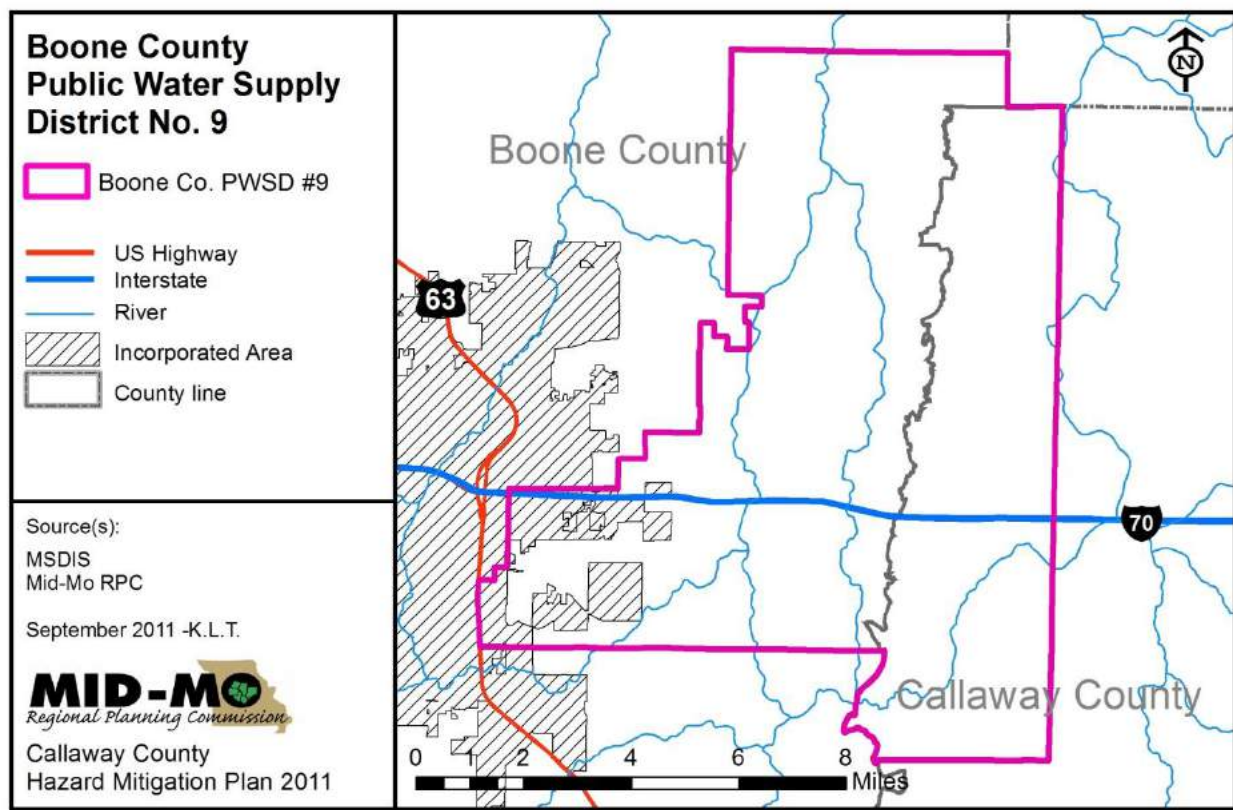 Boone County
Public Water Supply
District No. 9
Boone Co. PWSD #9
US Highway
Interstate
River
Incorporated Area
County line
Source(s):
MSDIS
Mid-Mo RPC
September 2011 -K.L.T.
MID-MO
Regional Planning Commission
Callaway County
Hazard Mitigation Plan 2011
N
Boone County
63
70
Callaway County
0 2 4 6 8
Miles